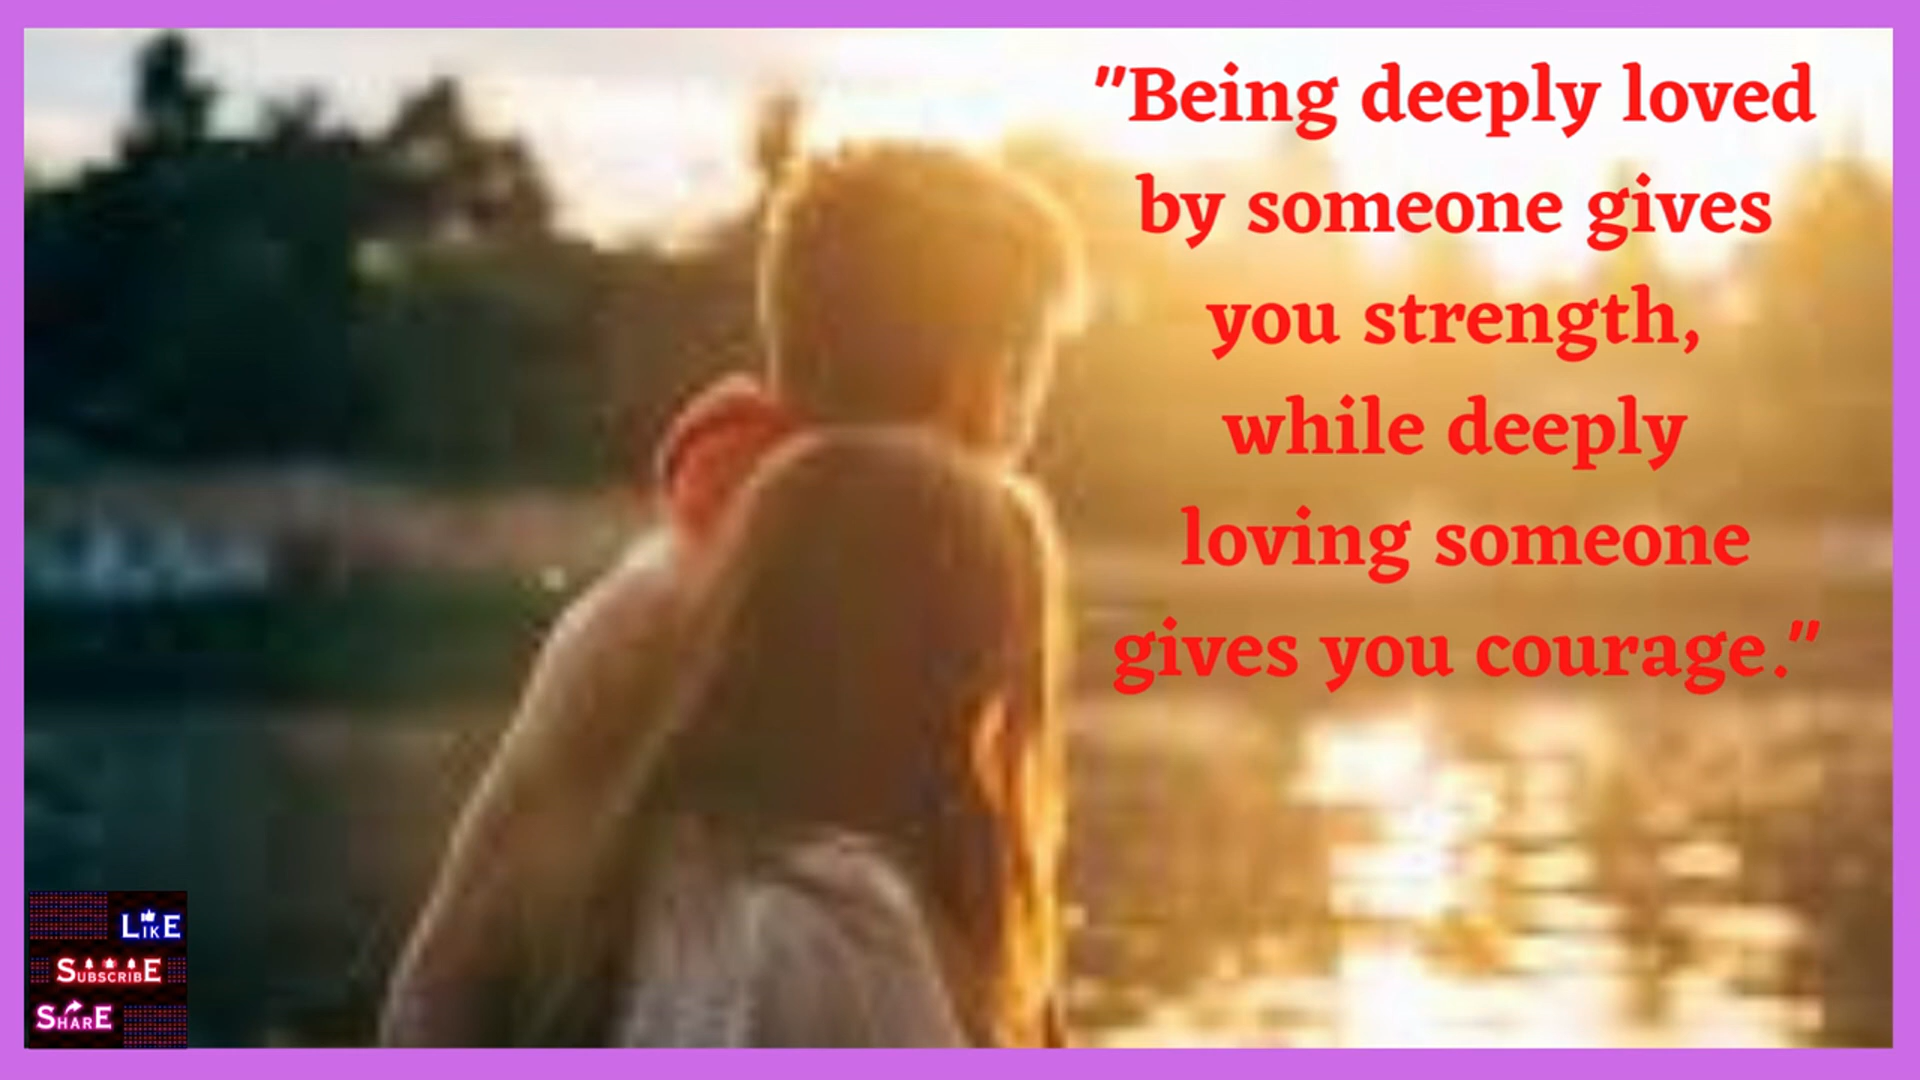 "Being deeply loved
by someone gives
you strength,
while deeply
loving someone
gives you courage."
LIKE
SUBSCRIBE
SHARE